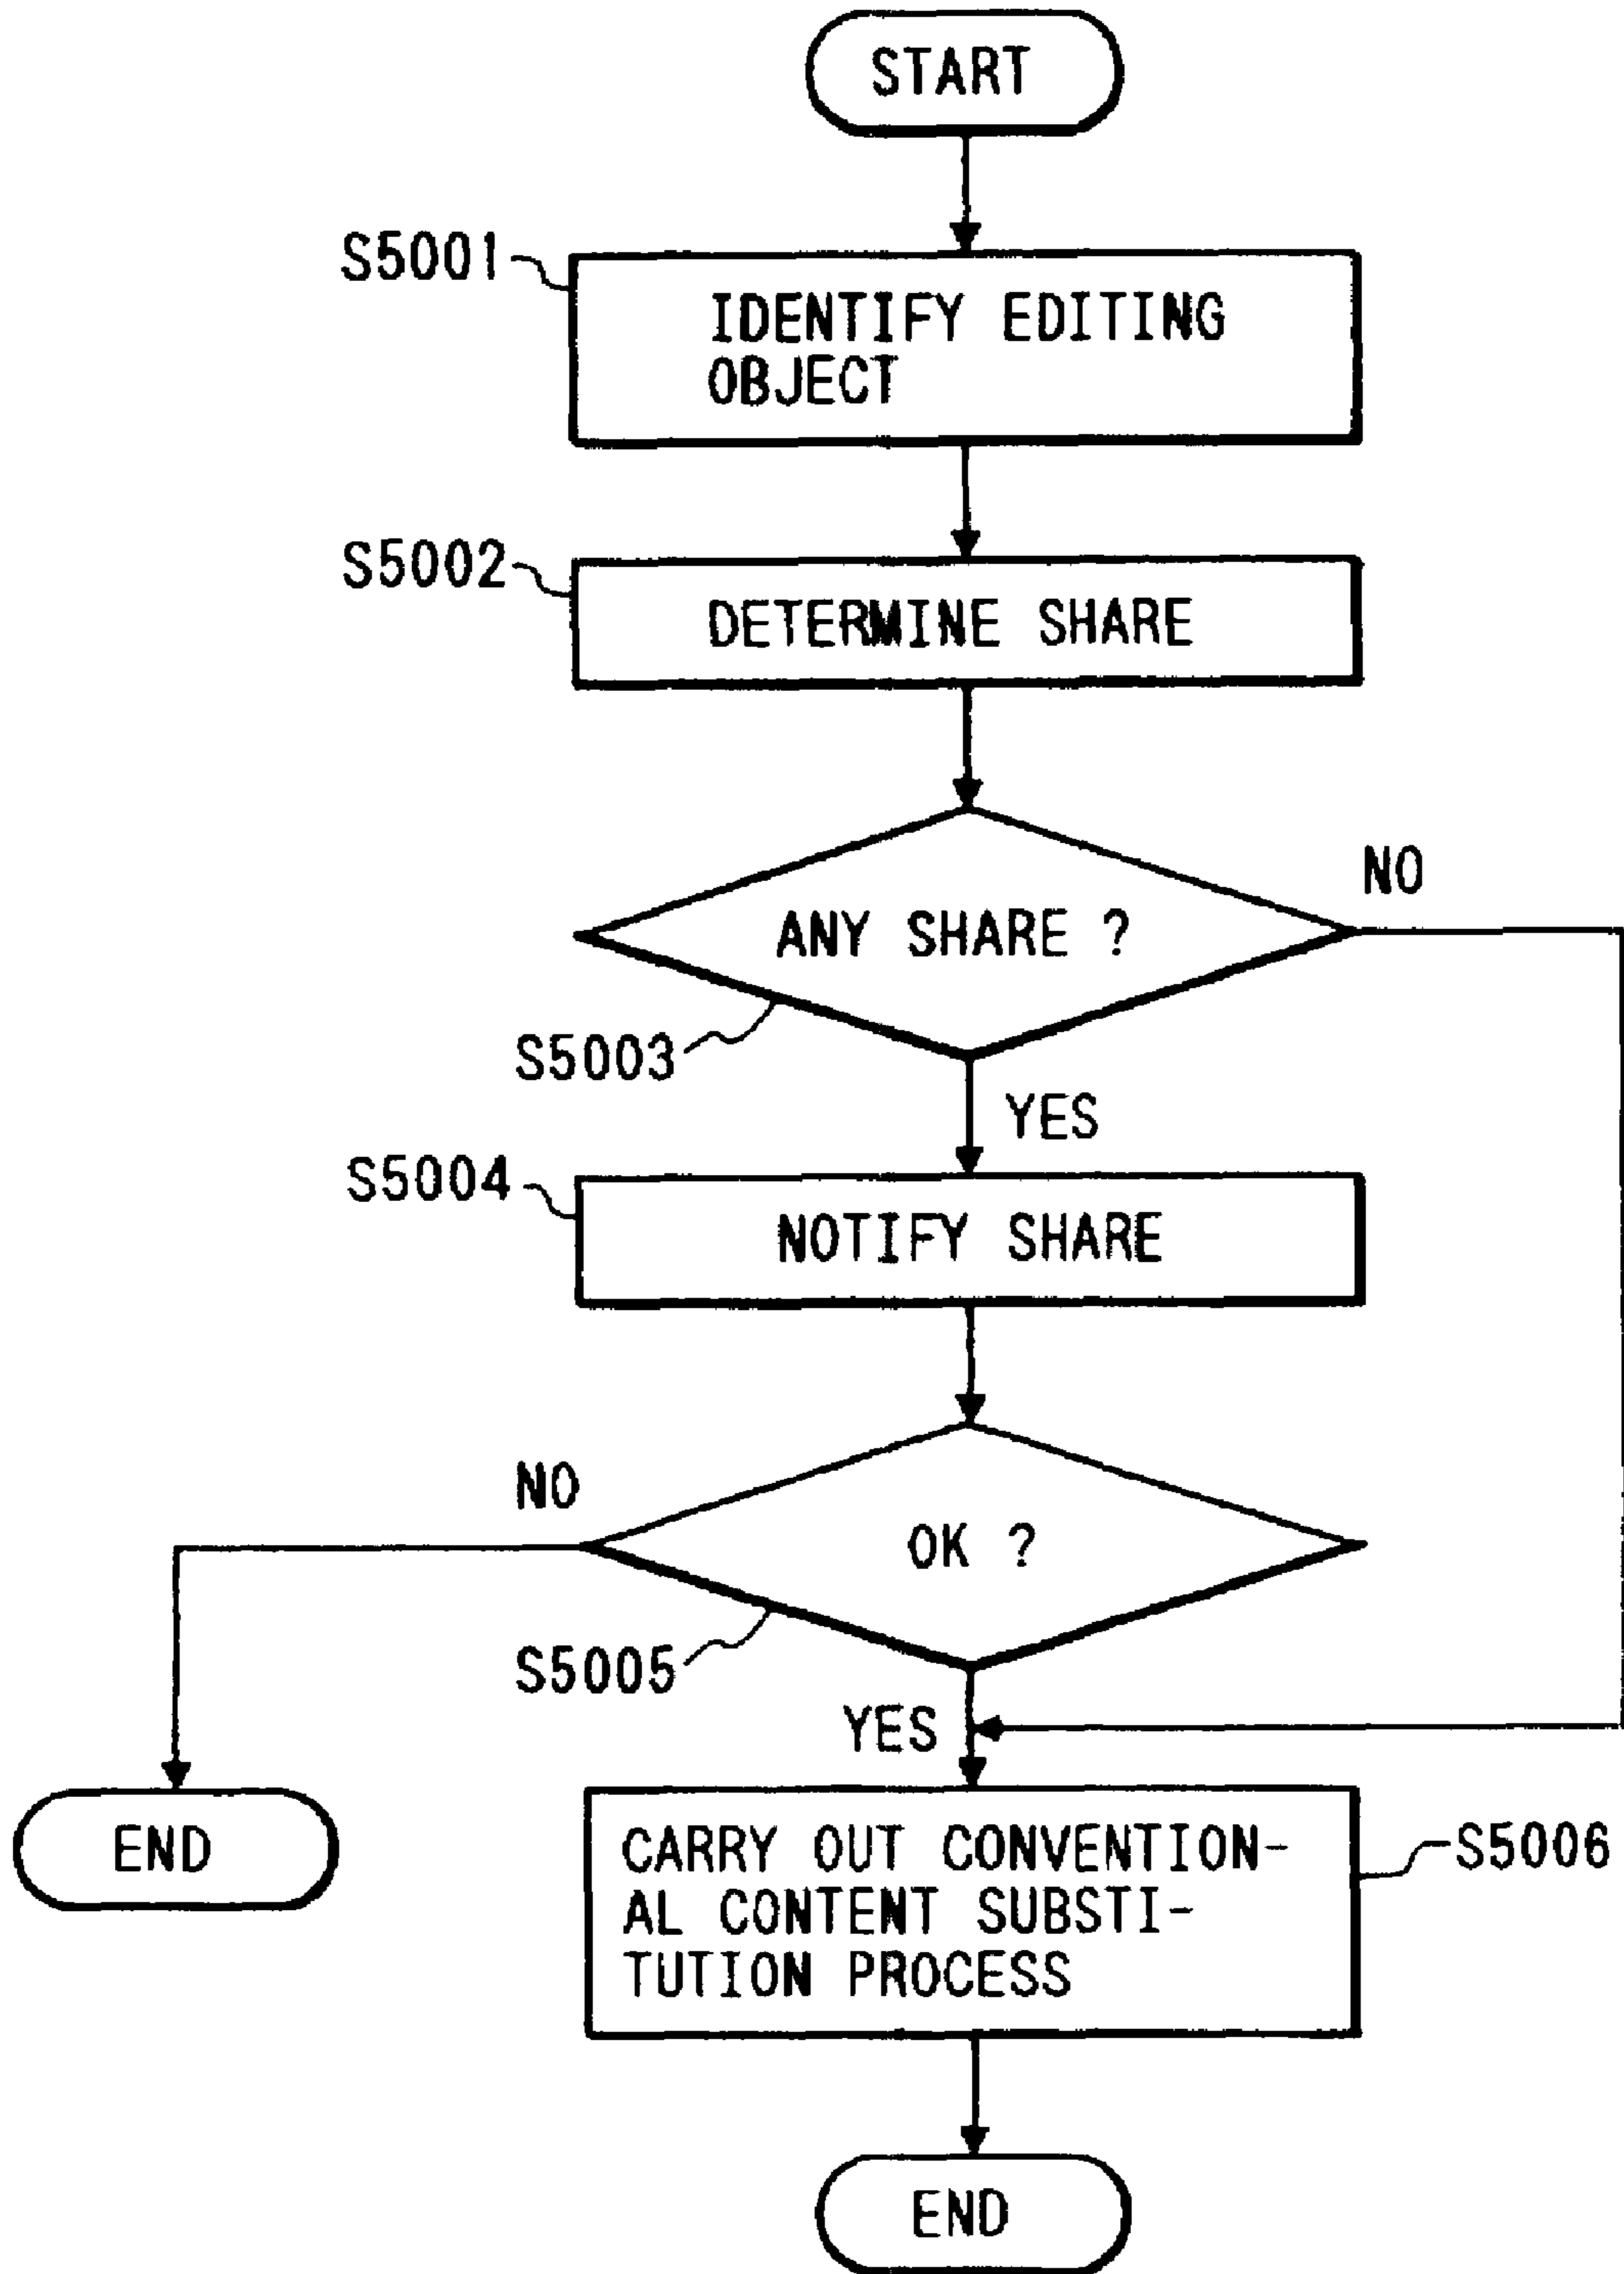 START
S5001
IDENTIFY EDITING
OBJECT
S5002
DETERMINE SHARE
ANY SHARE ?
NO
S5003
YES
S5004
NOTIFY SHARE
NO
OK ?
S5005
YES
END
CARRY OUT CONVENTION-
AL CONTENT SUBSTI-
TUTION PROCESS
S5006
END